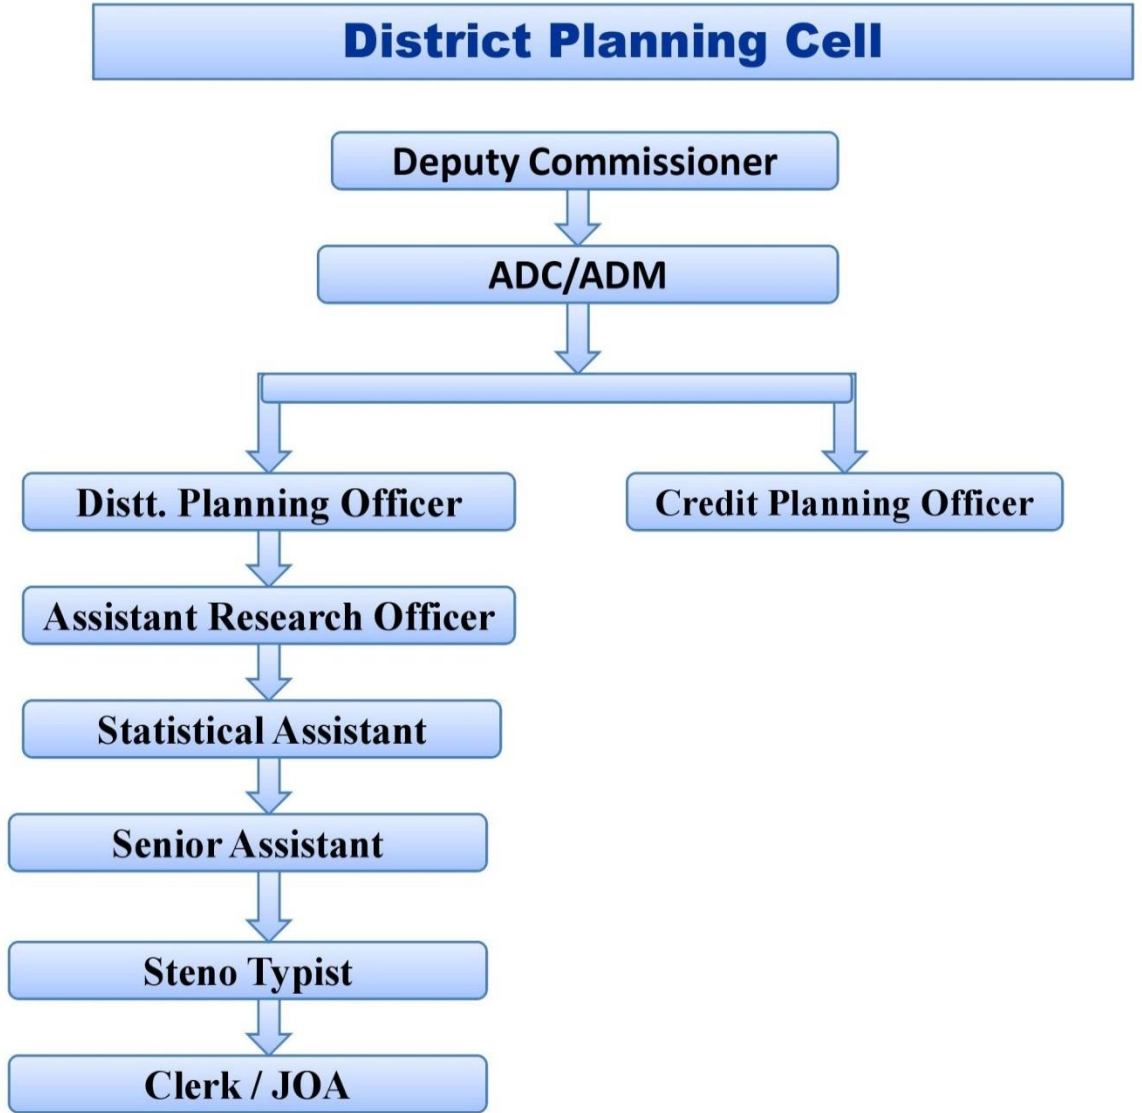 District Planning Cell
Deputy Commissioner
ADC/ADM
Distt. Planning Officer
Credit Planning Officer
Assistant Research Officer
Statistical Assistant
Senior Assistant
Steno Typist
Clerk / JOA